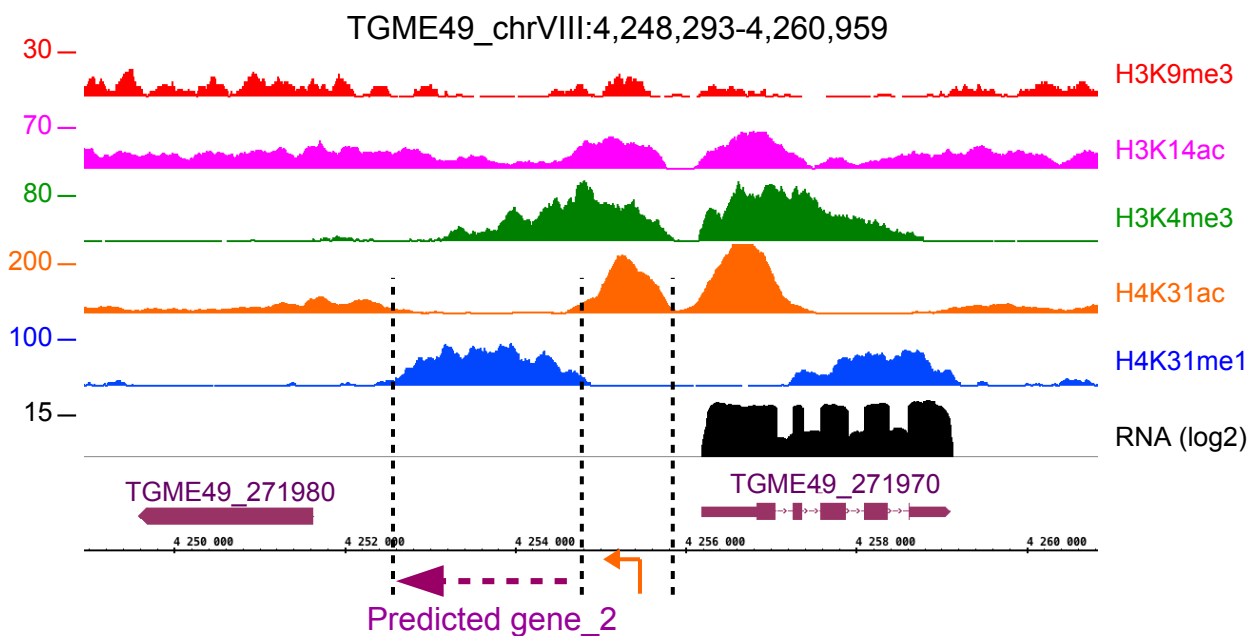 TGME49_chrVIII:4,248,293-4,260,959
30
H3K9me3
70
H3K14ac
80
H3K4me3
200
H4K31ac
100
H4K31me1
15
RNA (log2)
TGME49_271980
TGME49_271970
4 250 000
4 252 000
4 254 000
4 256 000
4 258 000
4 260 000
Predicted gene_2